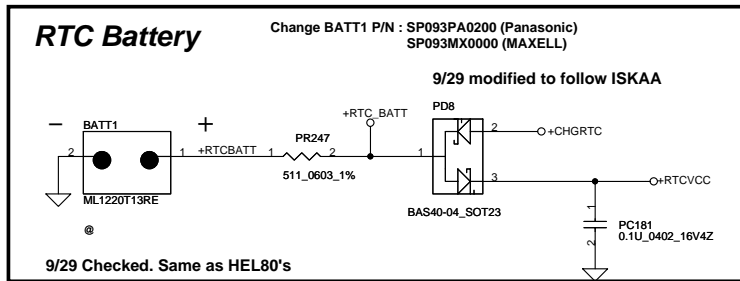 RTC Battery
Change BATT1 P/N : SP093PA0200 (Panasonic)
SP093MX0000 (MAXELL)
9/29 modified to follow ISKAA
- BATT1 +
+RTC_BATT
PD8
2 +CHGRTC
2 1 +RTCBATT 1 PR247 2 1
511_0603_1%
3 +RTCVCC
ML1220T13RE
BAS40-04_SOT23
@
1
PC181
0.1U_0402_16V4Z
2
9/29 Checked. Same as HEL80's